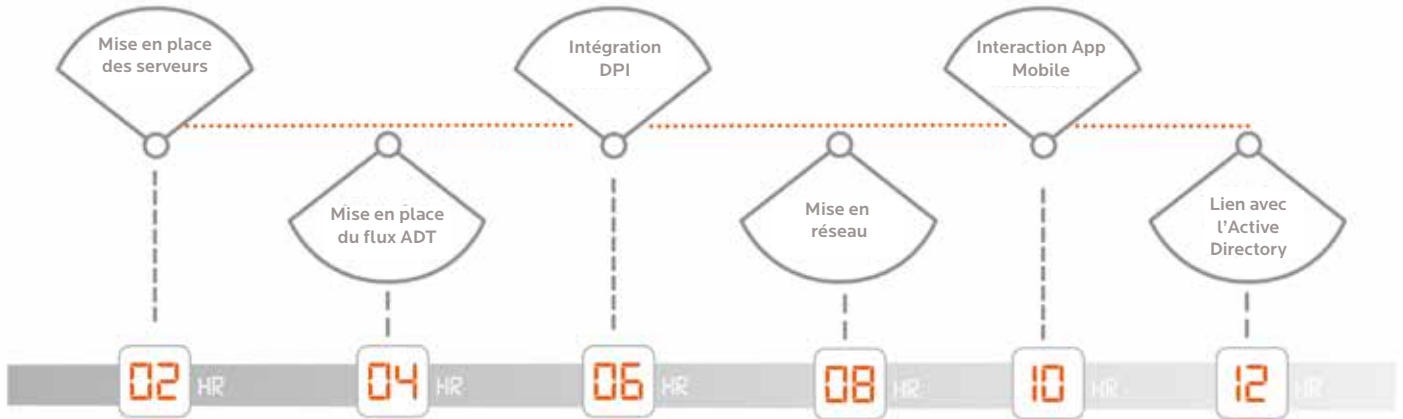 Mise en place
des serveurs
Intégration
DPI
Interaction App
Mobile
Mise en place
du flux ADT
Mise en
réseau
Lien avec
l'Active
Directory
02 HR
04 HR
06 HR
08 HR
10 HR
12 HR